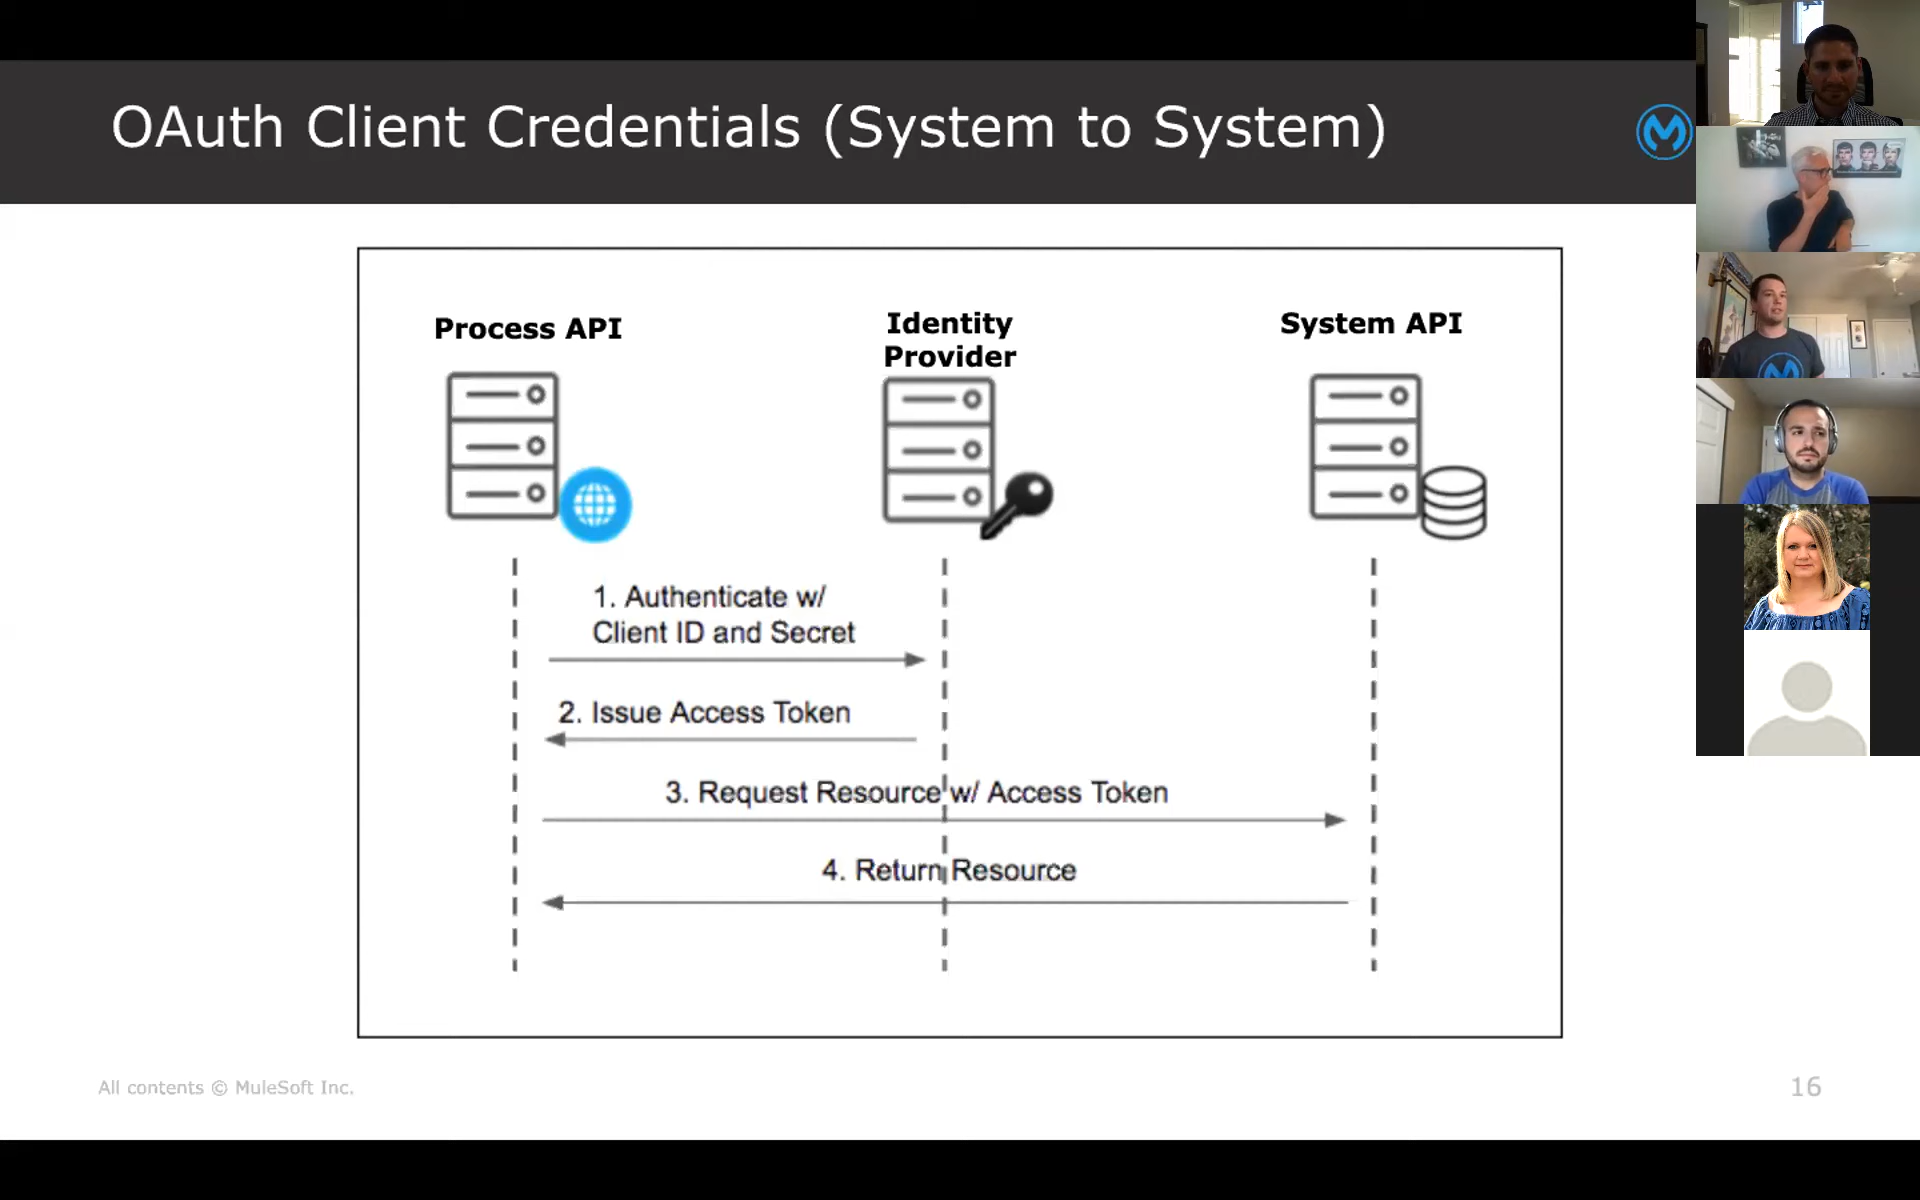 OAuth Client Credentials (System to System)
Process API
Identity
Provider
System API
1. Authenticate w/
Client ID and Secret
2. Issue Access Token
3. Request Resource w/ Access Token
4. Return Resource
All contents © MuleSoft Inc.
16